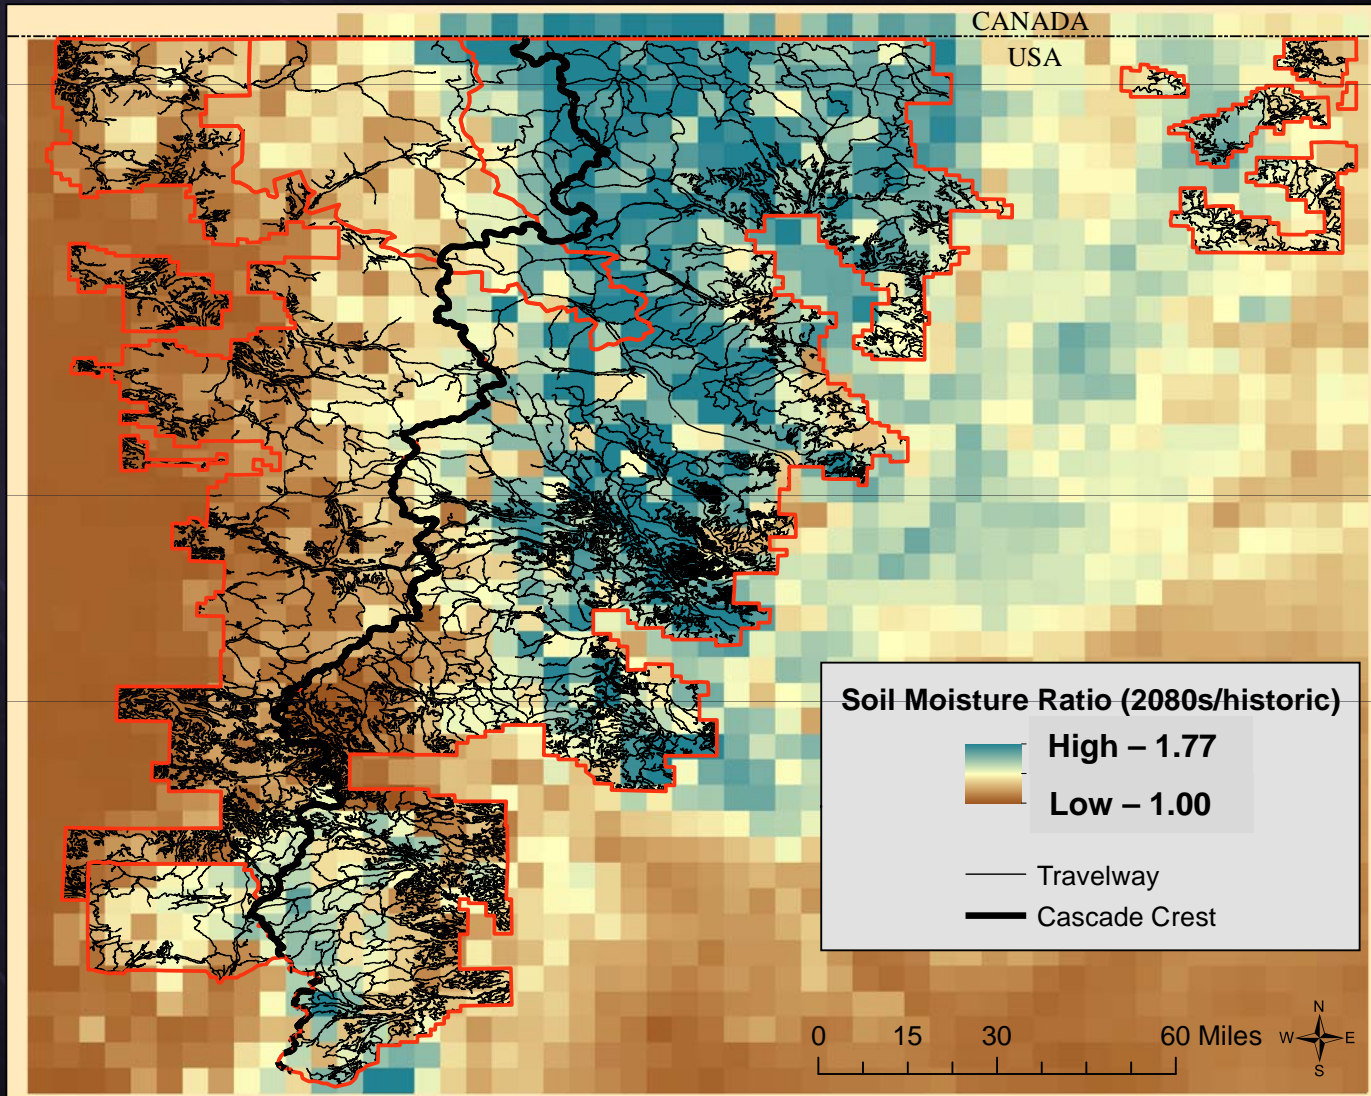 CANADA
USA
Soil Moisture Ratio (2080s/historic)
High – 1.77
Low – 1.00
Travelway
Cascade Crest
0 15 30 60 Miles
N
W E
S